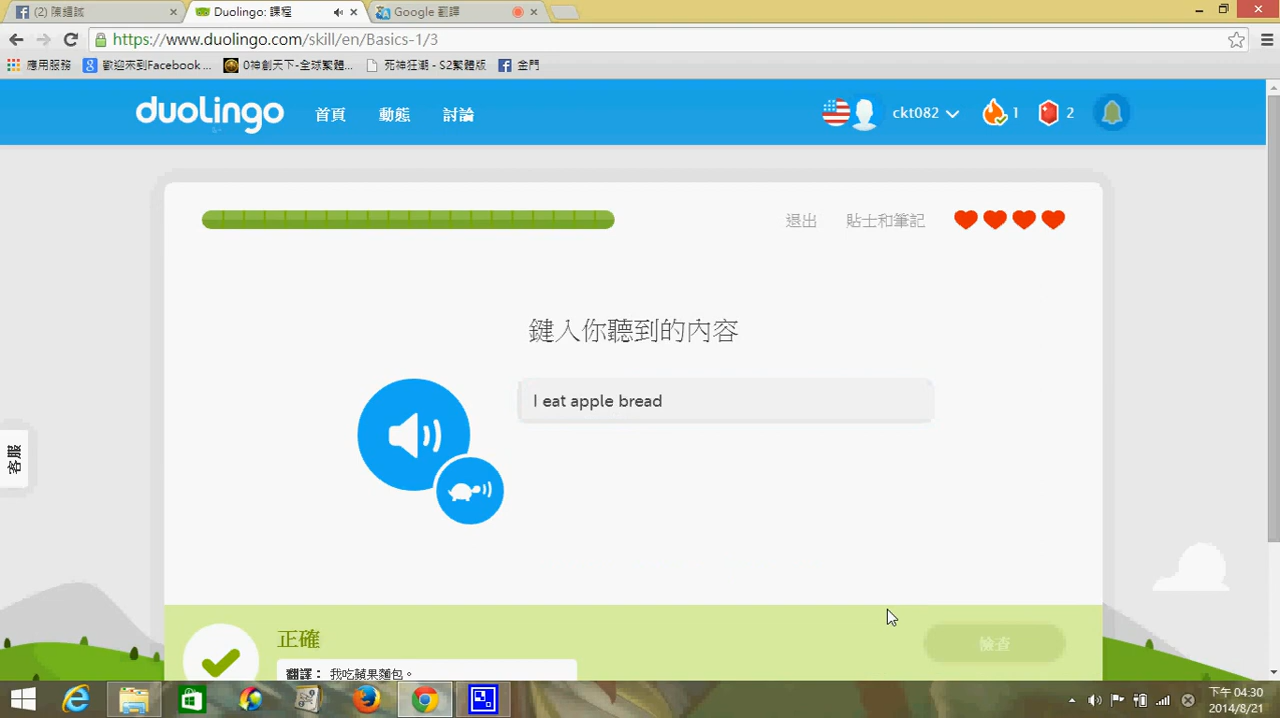 (2) 陳繼誠
Duolingo: 課程
Google 翻譯
https://www.duolingo.com/skill/en/Basics-1/3
應用服務 歡迎來到Facebook ... 0神創天下-全球繁體... 死神狂潮 - S2繁體版 金門
duolingo 首頁 動態 討論 ckt082 1 2
退出 貼士和筆記
鍵入你聽到的內容
I eat apple bread
客服
正確
檢查
翻譯： 我吃蘋果麵包。
下午 04:30
2014/8/21